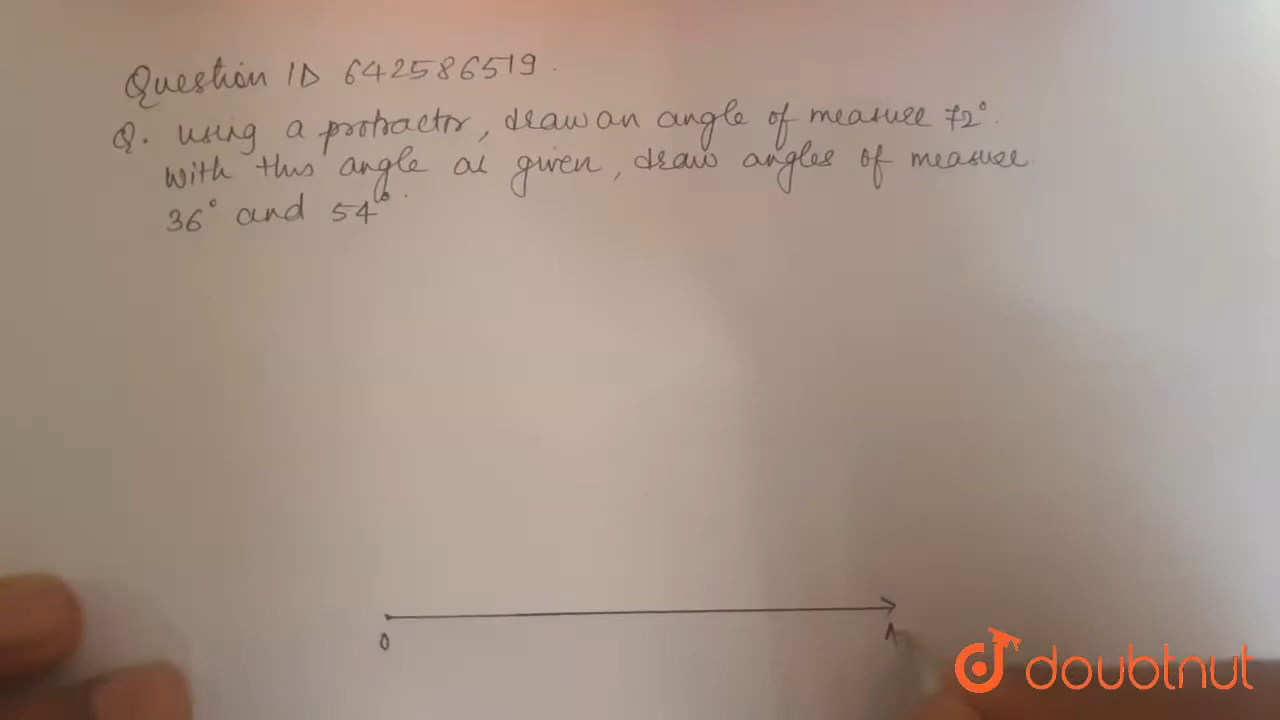 Question ID 642586519.
Q. using a protractor, draw an angle of measure 72°.
With this angle as given, draw angles of measure
36° and 54°.
O A
doubtnut